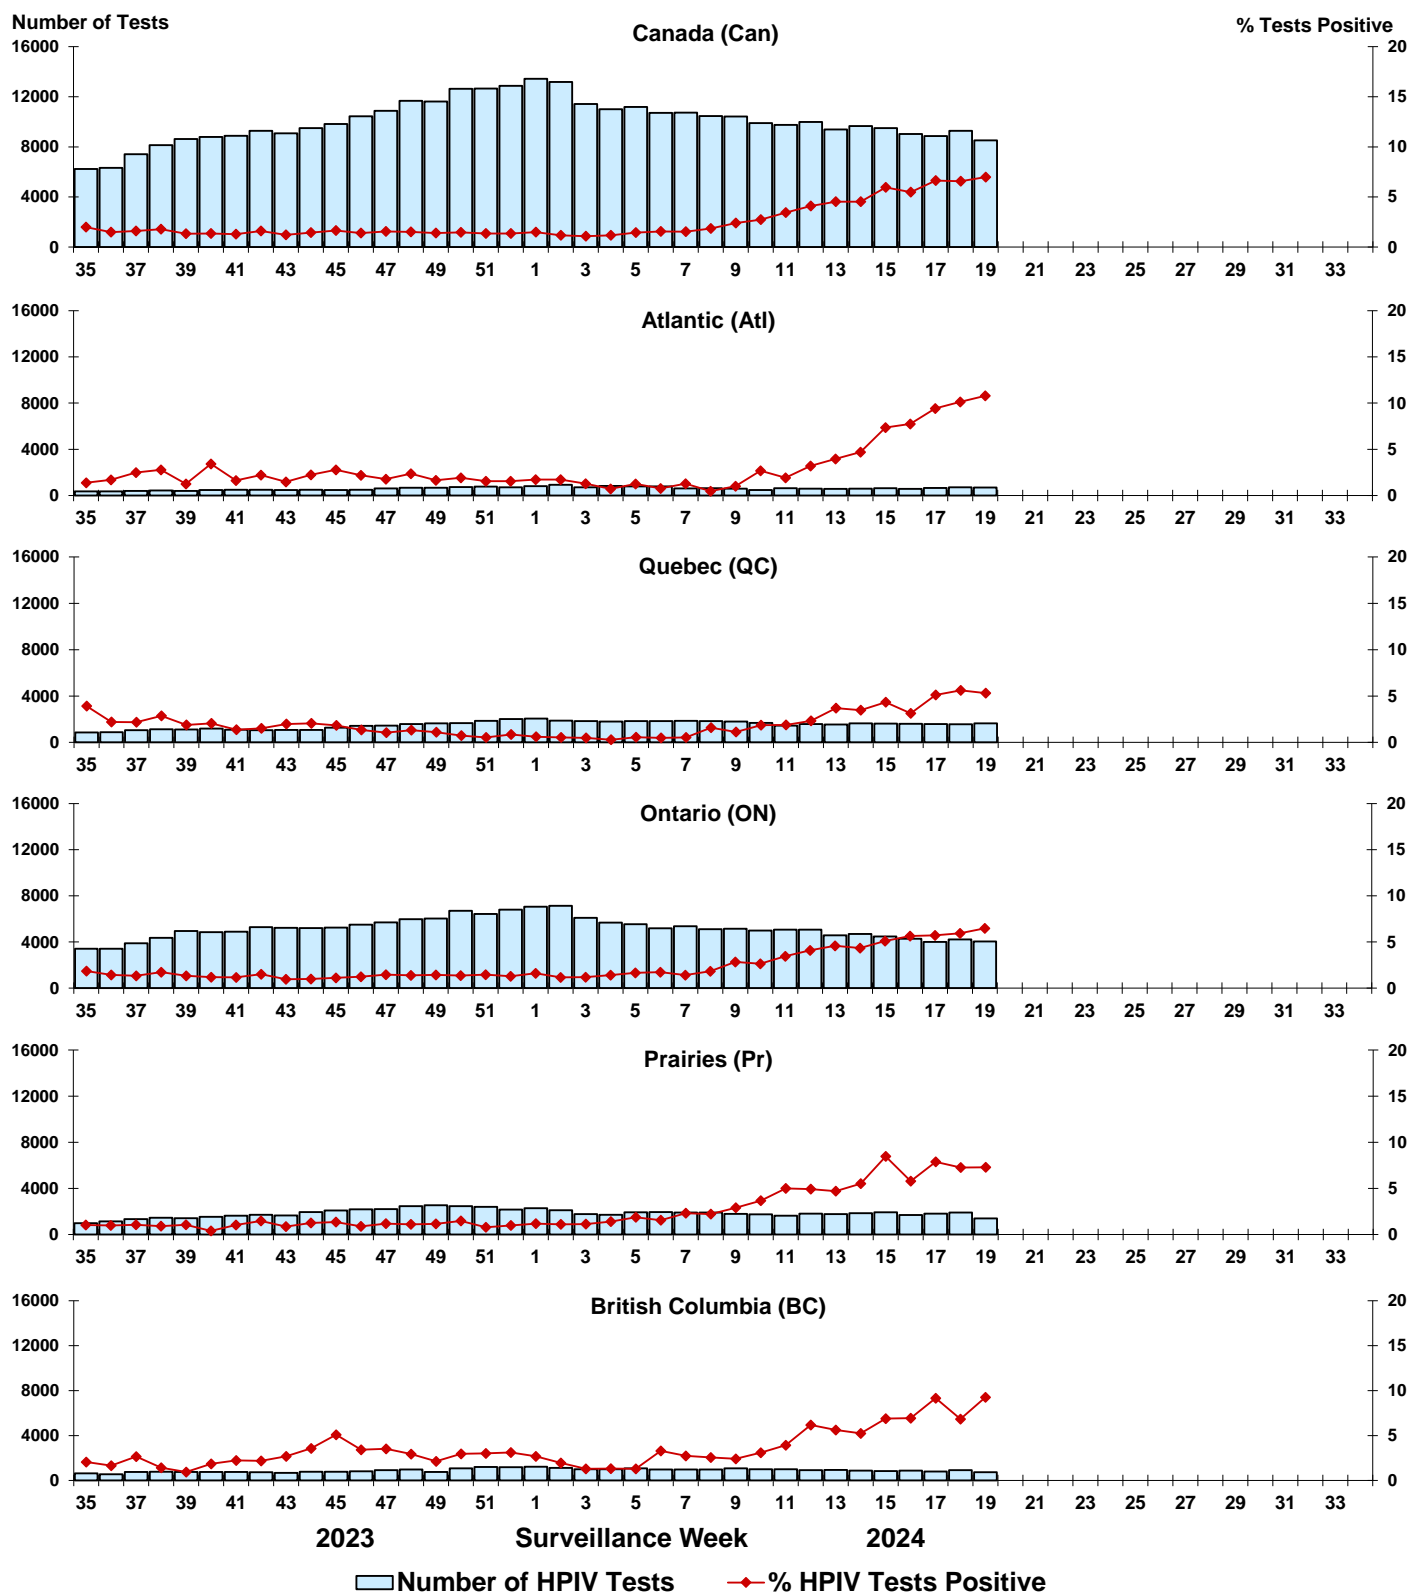 Number of Tests
% Tests Positive
Canada (Can)
16000 20
12000 15
8000 10
4000 5
0 0
35 37 39 41 43 45 47 49 51 1 3 5 7 9 11 13 15 17 19 21 23 25 27 29 31 33
Atlantic (Atl)
16000 20
12000 15
8000 10
4000 5
0 0
35 37 39 41 43 45 47 49 51 1 3 5 7 9 11 13 15 17 19 21 23 25 27 29 31 33
Quebec (QC)
16000 20
12000 15
8000 10
4000 5
0 0
35 37 39 41 43 45 47 49 51 1 3 5 7 9 11 13 15 17 19 21 23 25 27 29 31 33
Ontario (ON)
16000 20
12000 15
8000 10
4000 5
0 0
35 37 39 41 43 45 47 49 51 1 3 5 7 9 11 13 15 17 19 21 23 25 27 29 31 33
Prairies (Pr)
16000 20
12000 15
8000 10
4000 5
0 0
35 37 39 41 43 45 47 49 51 1 3 5 7 9 11 13 15 17 19 21 23 25 27 29 31 33
British Columbia (BC)
16000 20
12000 15
8000 10
4000 5
0 0
35 37 39 41 43 45 47 49 51 1 3 5 7 9 11 13 15 17 19 21 23 25 27 29 31 33
2023 Surveillance Week 2024
Number of HPIV Tests % HPIV Tests Positive